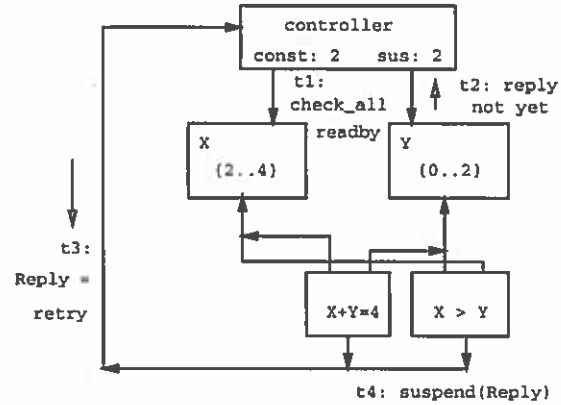 controller
const: 2 sus: 2
t1:
check_all
readby
t2: reply
not yet
X
(2..4)
Y
(0..2)
t3:
Reply =
retry
X+Y=4
X > Y
t4: suspend(Reply)